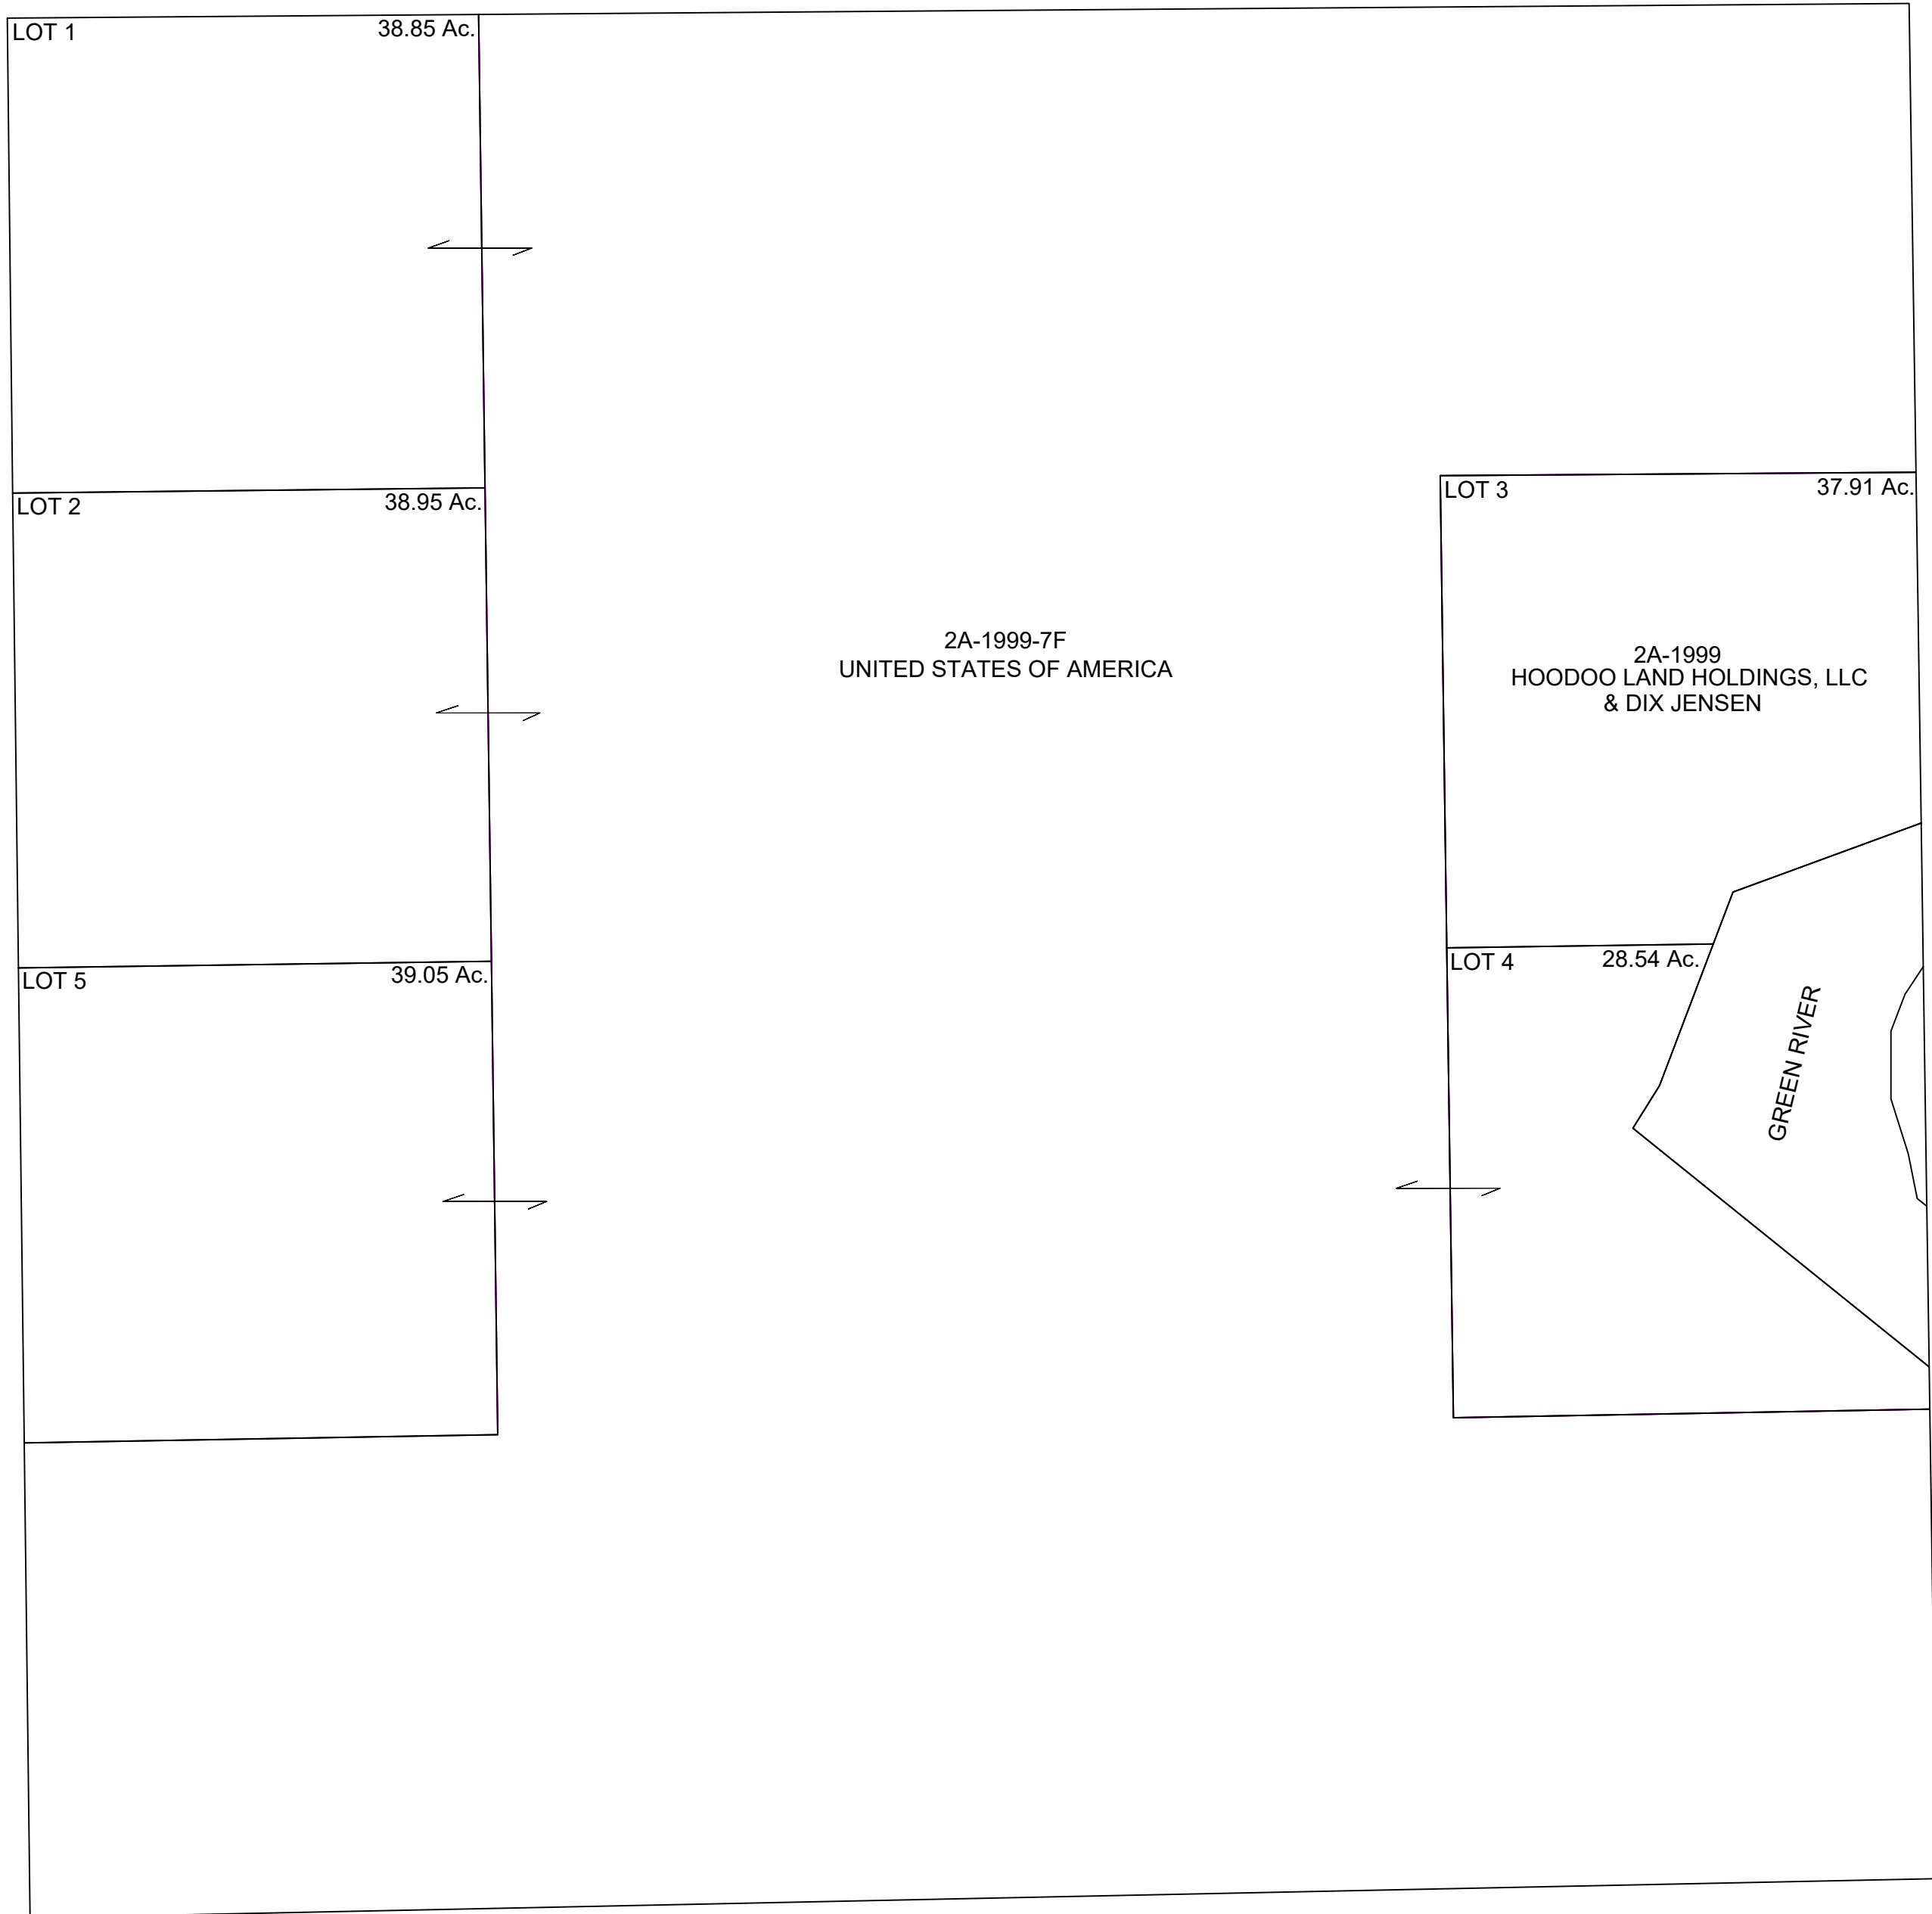 LOT 1
38.85 Ac.
LOT 2
38.95 Ac.
LOT 3
37.91 Ac.
2A-1999-7F
UNITED STATES OF AMERICA
2A-1999
HOODOO LAND HOLDINGS, LLC
& DIX JENSEN
LOT 5
39.05 Ac.
LOT 4
28.54 Ac.
GREEN RIVER